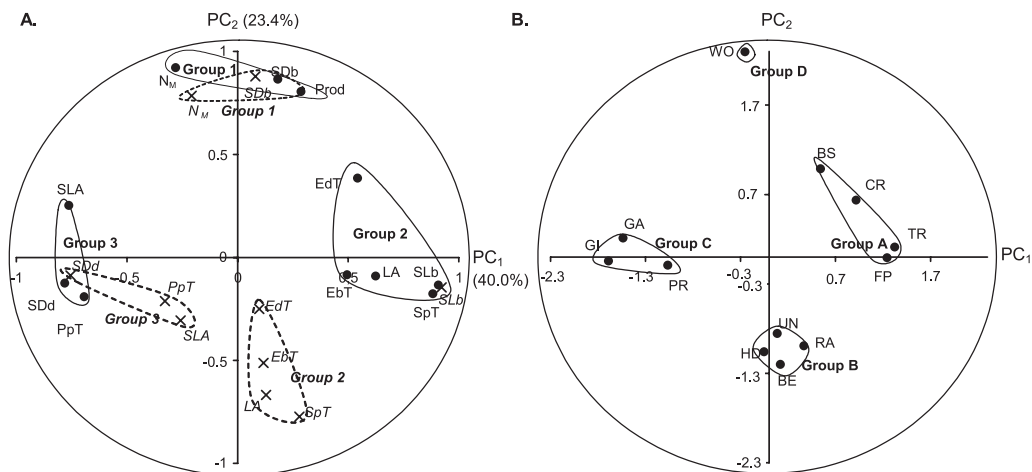 A.
PC2 (23.4%)
B.
PC2
1
Group 1
SDb
NM
SDb
Prod
NM
Group 1
WO
Group D
1.7
0.5
EdT
BS
SLA
0.7
CR
Group 3
Group 2
GA
TR
GI
Group C
Group A
PC1
PC1
-1
SDd
-0.5
0.5
LA
SLb
1
(40.0%)
-2.3
-0.3
0.7
FP
1.7
PR
-0.3
PpT
EbT
SLb
SDd
Group 3
SLA
EdT
SpT
PpT
UN
RA
HD
-0.5
EbT
Group 2
Group B
BE
-1.3
LA
SpT
-1
-2.3